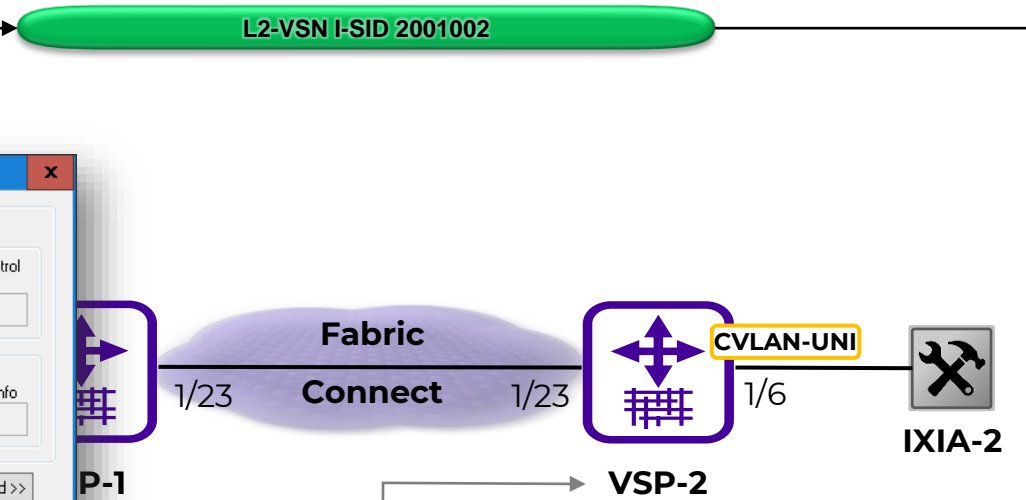 L2-VSN I-SID 2001002
x
trol
nfo
d >>
Fabric
Connect
1/23
1/23
CVLAN-UNI
1/6
IXIA-2
P-1
VSP-2